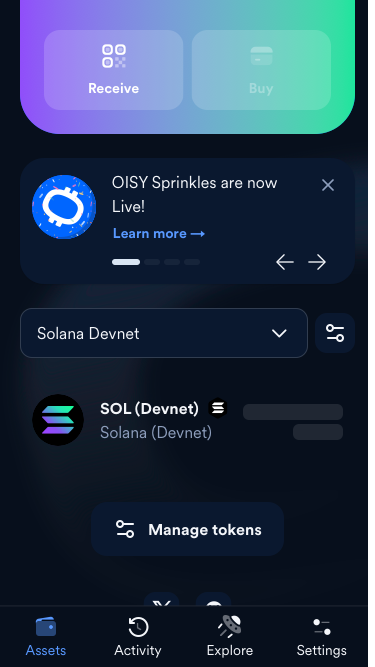 Receive
Buy
OISY Sprinkles are now
Live!
Learn more →
Solana Devnet
SOL (Devnet)
Solana (Devnet)
Manage tokens
Assets
Activity
Explore
Settings